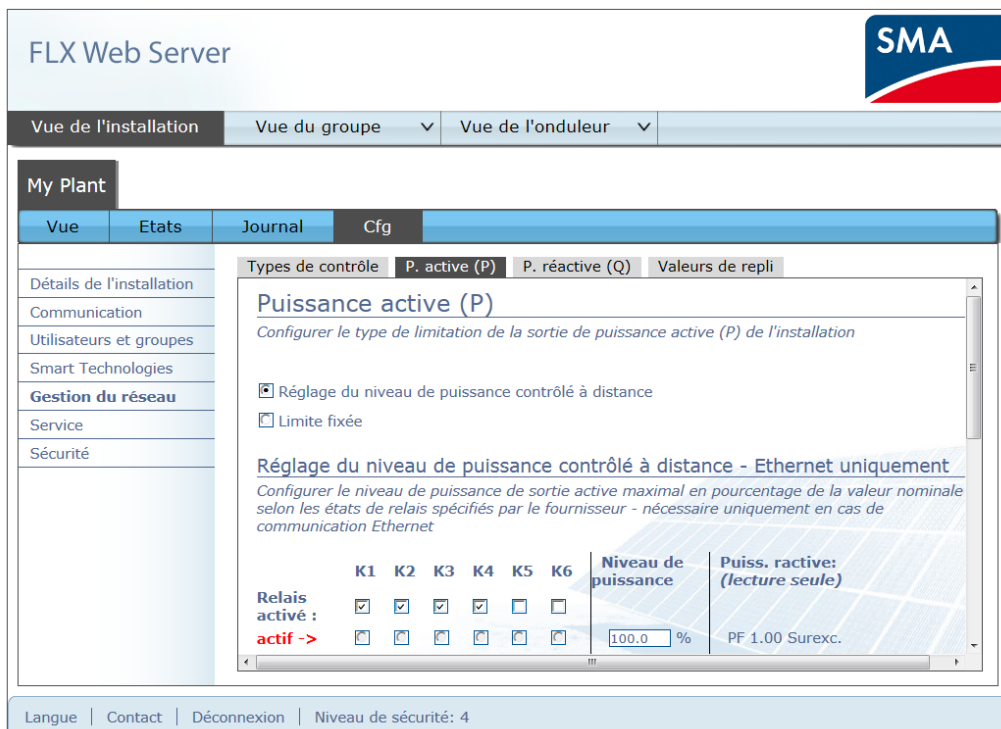 FLX Web Server
SMA
Vue de l'installation
Vue du groupe
Vue de l'onduleur
My Plant
Vue
Etats
Journal
Cfg
Types de contrôle
P. active (P)
P. réactive (Q)
Valeurs de repli
Détails de l'installation
Communication
Utilisateurs et groupes
Smart Technologies
Gestion du réseau
Service
Sécurité
Puissance active (P)
Configurer le type de limitation de la sortie de puissance active (P) de l'installation
Réglage du niveau de puissance contrôlé à distance
Limite fixée
Réglage du niveau de puissance contrôlé à distance - Ethernet uniquement
Configurer le niveau de puissance de sortie active maximal en pourcentage de la valeur nominale
selon les états de relais spécifiés par le fournisseur - nécessaire uniquement en cas de
communication Ethernet
K1 K2 K3 K4 K5 K6
Niveau de
puissance
Puiss. ractive:
(lecture seule)
Relais
activé :
actif ->
100.0 %
PF 1.00 Surexc.
Langue | Contact | Déconnexion | Niveau de sécurité: 4